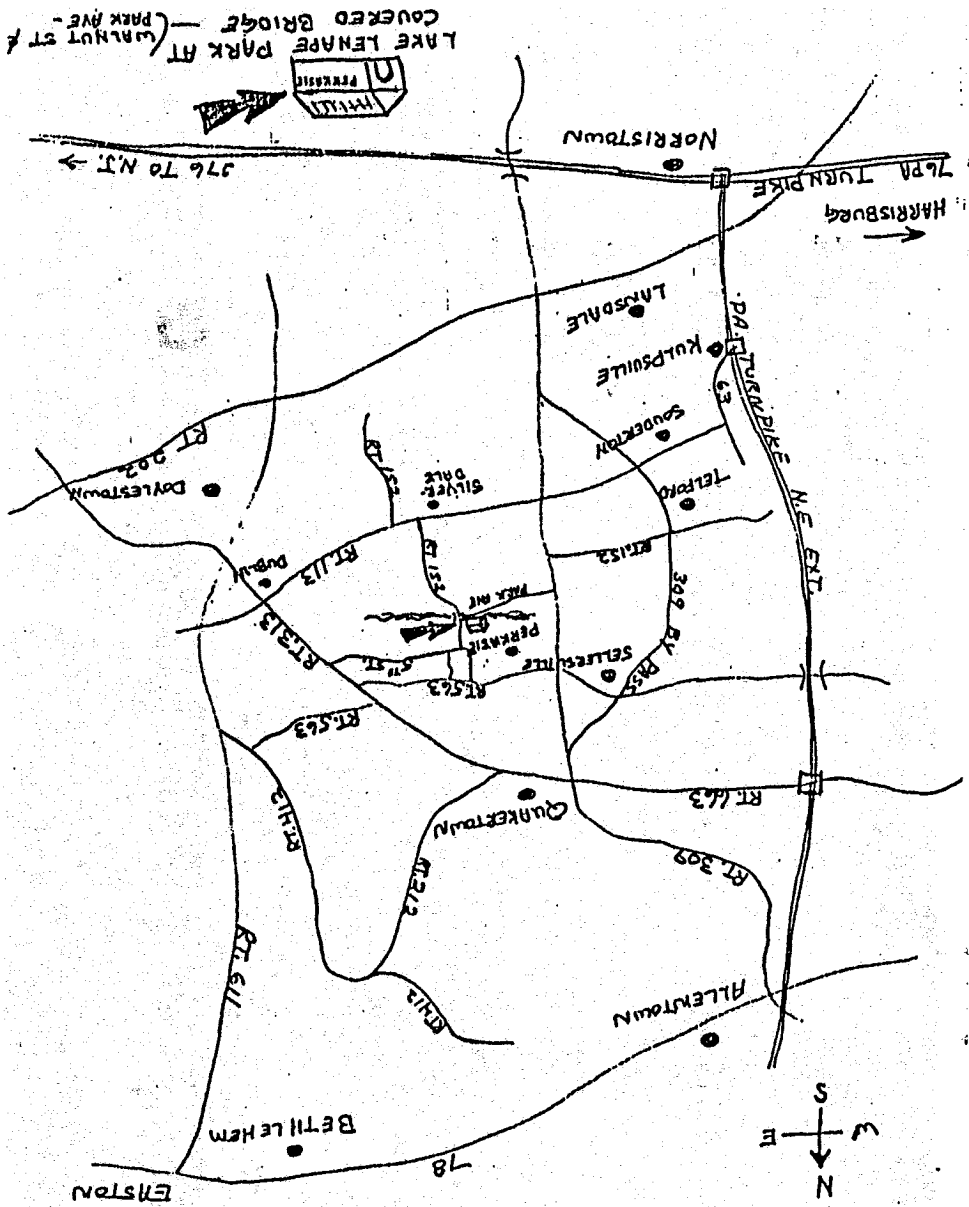 EASTON
N
78
W E
BETHLEHEM
S
ALLENTOWN
RT. 412
RT. 611
RT. 309
RT. 212
RT. 413
QUAKERTOWN
RT. 663
RT. 563
RT. 563
SELLERSVILLE
309 BY PASS
PERKASIE
5TH ST.
RT. 313
PARK AVE
RT. 152
RT 152
RT. 113
DUBLIN
PA. TURNPIKE N.E EXT.
TELFORD
SILVER-
DALE
DOYLESTOWN
RT 152
SOUDERTON
RT 202
63
KULPSVILLE
LANSDALE
HARRISBURG
76 PA TURNPIKE
276 TO N.J.
NORRISTOWN
PERKASIE
LAKE LENAPE PARK AT
COVERED BRIDGE — (WALNUT ST &
PARK AVE -